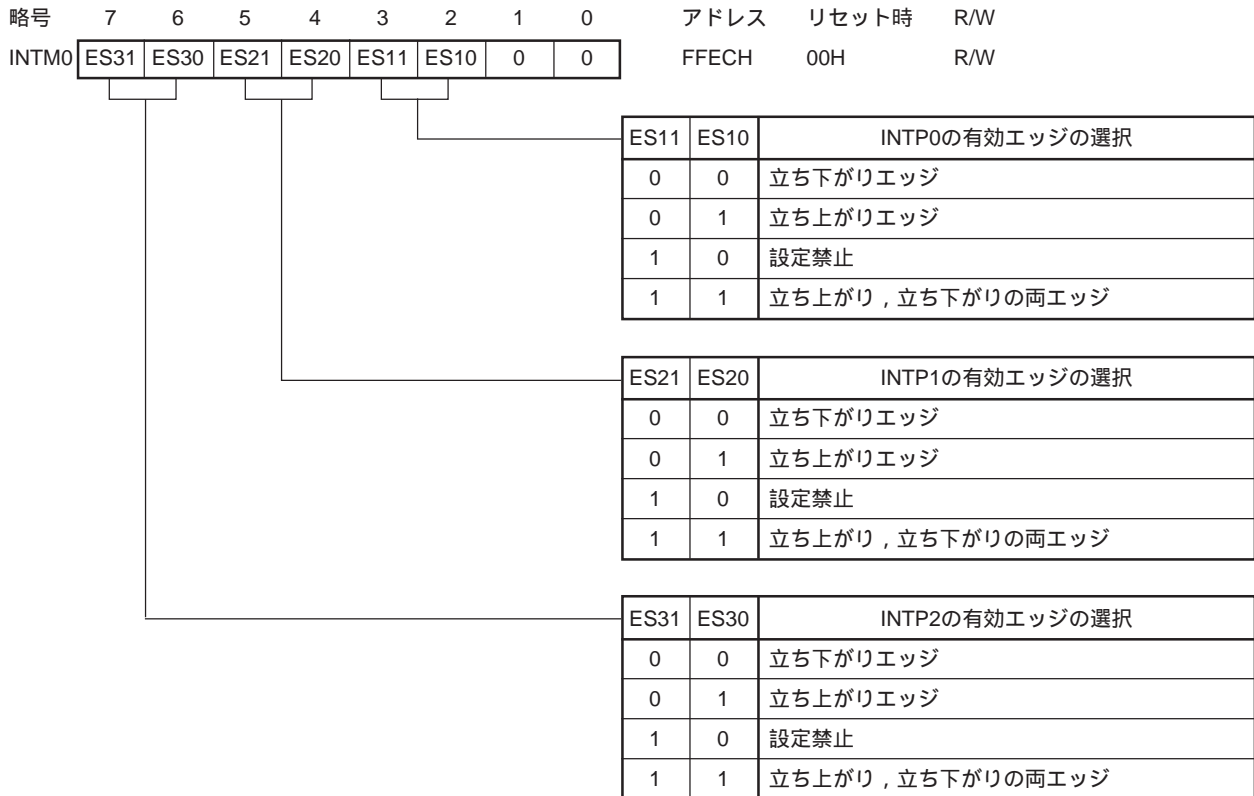 略号 7 6 5 4 3 2 1 0 アドレス リセット時 R/W
INTM0 ES31 ES30 ES21 ES20 ES11 ES10 0 0 FFECH 00H R/W
ES11 ES10 INTP0の有効エッジの選択
0 0 立ち下がりエッジ
0 1 立ち上がりエッジ
1 0 設定禁止
1 1 立ち上がり，立ち下がりの両エッジ
ES21 ES20 INTP1の有効エッジの選択
0 0 立ち下がりエッジ
0 1 立ち上がりエッジ
1 0 設定禁止
1 1 立ち上がり，立ち下がりの両エッジ
ES31 ES30 INTP2の有効エッジの選択
0 0 立ち下がりエッジ
0 1 立ち上がりエッジ
1 0 設定禁止
1 1 立ち上がり，立ち下がりの両エッジ